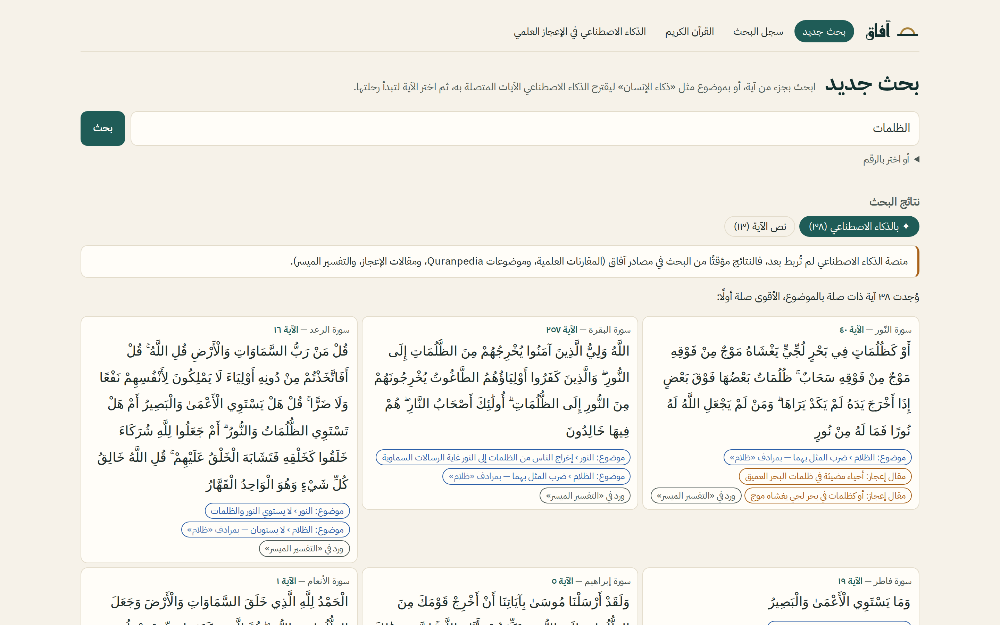 آفاق
بحث جديد
سجل البحث
القرآن الكريم
الذكاء الاصطناعي في الإعجاز العلمي
بحث جديد
ابحث بجزء من آية، أو بموضوع مثل «ذكاء الإنسان» ليقترح الذكاء الاصطناعي الآيات المتصلة به، ثم اختر الآية لتبدأ رحلتها.
الظلمات
بحث
أو اختر بالرقم
نتائج البحث
✦ بالذكاء الاصطناعي (٣٨)
نص الآية (١٣)
منصة الذكاء الاصطناعي لم تُربط بعد، فالنتائج مؤقتًا من البحث في مصادر آفاق (المقارنات العلمية، وموضوعات Quranpedia، ومقالات الإعجاز، والتفسير الميسر).
وُجدت ٣٨ آية ذات صلة بالموضوع، الأقوى صلة أولًا:
سورة النّور — الآية ٤٠
أَوْ كَظُلُمَاتٍ فِي بَحْرٍ لُجِّيٍّ يَغْشَاهُ مَوْجٌ مِنْ فَوْقِهِ
مَوْجٌ مِنْ فَوْقِهِ سَحَابٌ ۚ ظُلُمَاتٌ بَعْضُهَا فَوْقَ بَعْضٍ
إِذَا أَخْرَجَ يَدَهُ لَمْ يَكَدْ يَرَاهَا ۗ وَمَنْ لَمْ يَجْعَلِ اللَّهُ لَهُ
نُورًا فَمَا لَهُ مِنْ نُورٍ
موضوع: الظلام › ضرب المثل بهما — بمرادف «ظلام»
مقال إعجاز: أحياء مضيئة في ظلمات البحر العميق
مقال إعجاز: أو كظلمات في بحر لجي يغشاه موج
ورد في «التفسير الميسر»
سورة البقرة — الآية ٢٥٧
اللَّهُ وَلِيُّ الَّذِينَ آمَنُوا يُخْرِجُهُمْ مِنَ الظُّلُمَاتِ إِلَى
النُّورِ ۖ وَالَّذِينَ كَفَرُوا أَوْلِيَاؤُهُمُ الطَّاغُوتُ يُخْرِجُونَهُمْ
مِنَ النُّورِ إِلَى الظُّلُمَاتِ ۗ أُولَٰئِكَ أَصْحَابُ النَّارِ ۖ هُمْ
فِيهَا خَالِدُونَ
موضوع: النور › إخراج الناس من الظلمات إلى النور غاية الرسالات السماوية
موضوع: الظلام › ضرب المثل بهما — بمرادف «ظلام»
ورد في «التفسير الميسر»
سورة الرعد — الآية ١٦
قُلْ مَنْ رَبُّ السَّمَاوَاتِ وَالْأَرْضِ قُلِ اللَّهُ ۚ قُلْ
أَفَاتَّخَذْتُمْ مِنْ دُونِهِ أَوْلِيَاءَ لَا يَمْلِكُونَ لِأَنْفُسِهِمْ نَفْعًا
وَلَا ضَرًّا ۚ قُلْ هَلْ يَسْتَوِي الْأَعْمَىٰ وَالْبَصِيرُ أَمْ هَلْ
تَسْتَوِي الظُّلُمَاتُ وَالنُّورُ ۗ أَمْ جَعَلُوا لِلَّهِ شُرَكَاءَ
خَلَقُوا كَخَلْقِهِ فَتَشَابَهَ الْخَلْقُ عَلَيْهِمْ ۚ قُلِ اللَّهُ خَالِقُ
كُلِّ شَيْءٍ وَهُوَ الْوَاحِدُ الْقَهَّارُ
موضوع: النور › لا يستوي النور والظلمات
موضوع: الظلام › لا يستويان — بمرادف «ظلام»
ورد في «التفسير الميسر»
سورة فاطر — الآية ١٩
وَمَا يَسْتَوِي الْأَعْمَىٰ وَالْبَصِيرُ
سورة إبراهيم — الآية ٥
وَلَقَدْ أَرْسَلْنَا مُوسَىٰ بِآيَاتِنَا أَنْ أَخْرِجْ قَوْمَكَ مِنَ
سورة الأنعام — الآية ١
الْحَمْدُ لِلَّهِ الَّذِي خَلَقَ السَّمَاوَاتِ وَالْأَرْضَ وَجَعَلَ